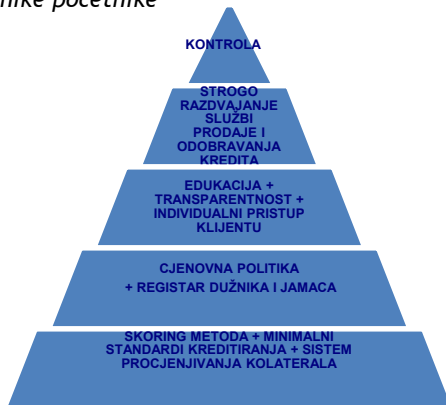 nike početnike
KONTROLA
STROGO
RAZDVAJANJE
SLUŽBI
PRODAJE I
ODOBRAVANJA
KREDITA
EDUKACIJA +
TRANSPARENTNOST +
INDIVIDUALNI PRISTUP
KLIJENTU
CJENOVNA POLITIKA
+ REGISTAR DUŽNIKA I JAMACA
SKORING METODA + MINIMALNI
STANDARDI KREDITIRANJA + SISTEM
PROCJENJIVANJA KOLATERALA